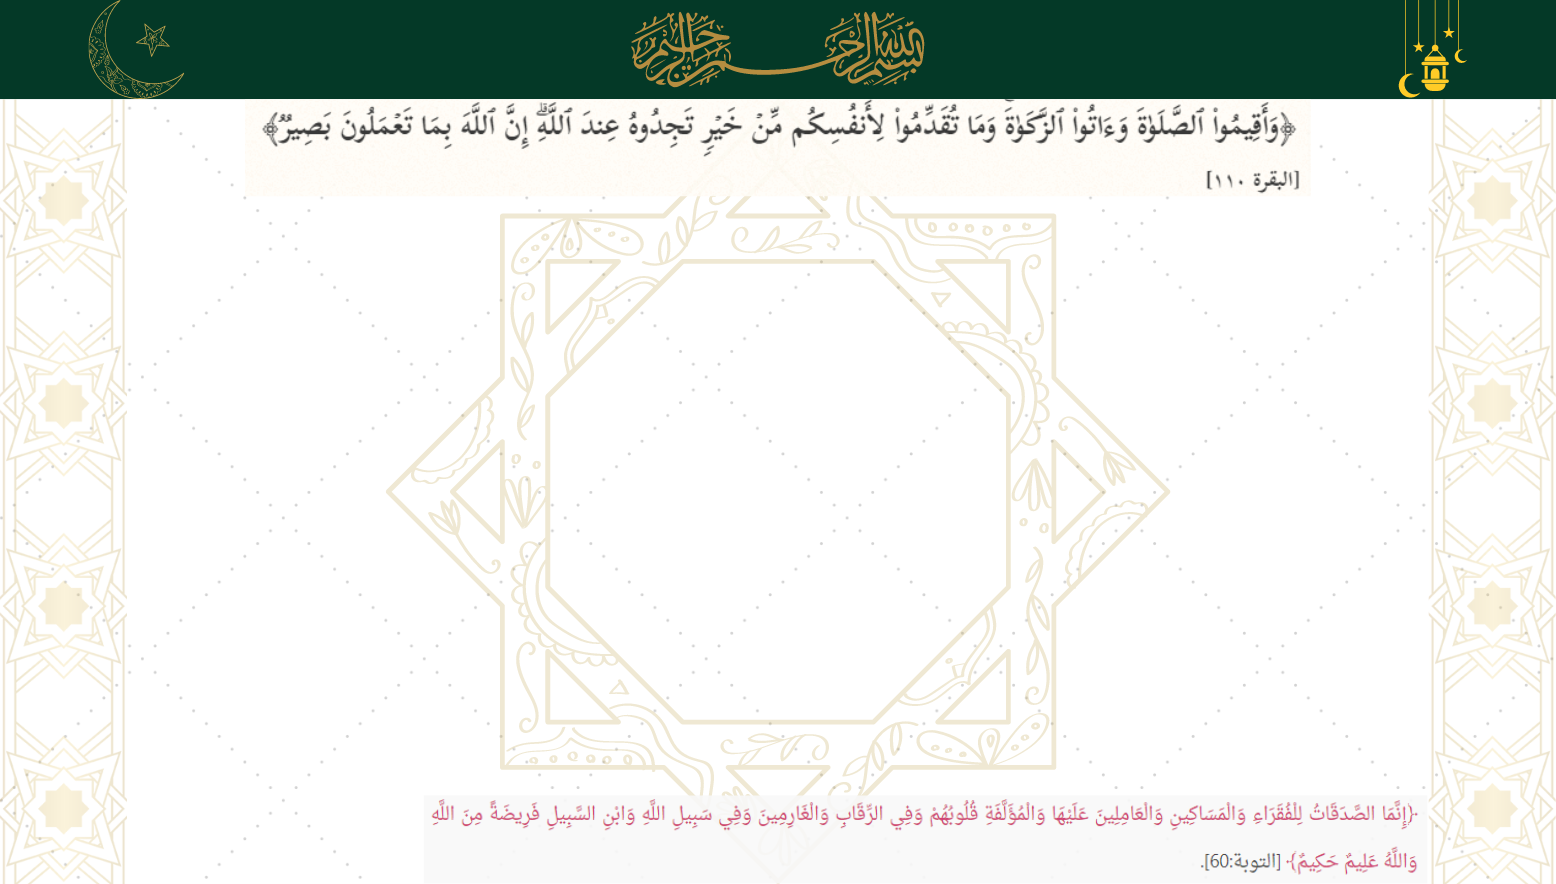 بسم الله الرحمن الرحيم
﴿وَأَقِيمُواْ ٱلصَّلَوٰةَ وَءَاتُواْ ٱلزَّكَوٰةَۚ وَمَا تُقَدِّمُواْ لِأَنفُسِكُم مِّنۡ خَيۡرٖ تَجِدُوهُ عِندَ ٱللَّهِۗ إِنَّ ٱللَّهَ بِمَا تَعۡمَلُونَ بَصِيرٞ﴾
[البقرة ١١٠]
﴿إِنَّمَا الصَّدَقَاتُ لِلْفُقَرَاءِ وَالْمَسَاكِينِ وَالْعَامِلِينَ عَلَيْهَا وَالْمُؤَلَّفَةِ قُلُوبُهُمْ وَفِي الرِّقَابِ وَالْغَارِمِينَ وَفِي سَبِيلِ اللَّهِ وَابْنِ السَّبِيلِ فَرِيضَةً مِنَ اللَّهِ
وَاللَّهُ عَلِيمٌ حَكِيمٌ﴾ [التوبة:60].